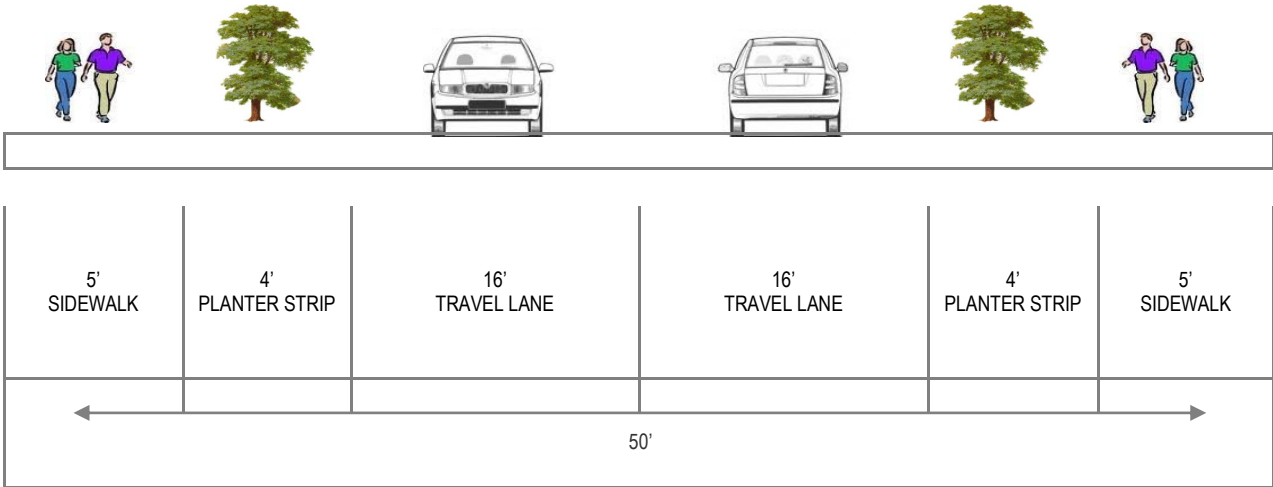 5’
SIDEWALK
4’
PLANTER STRIP
16’
TRAVEL LANE
16’
TRAVEL LANE
4’
PLANTER STRIP
5’
SIDEWALK
50’